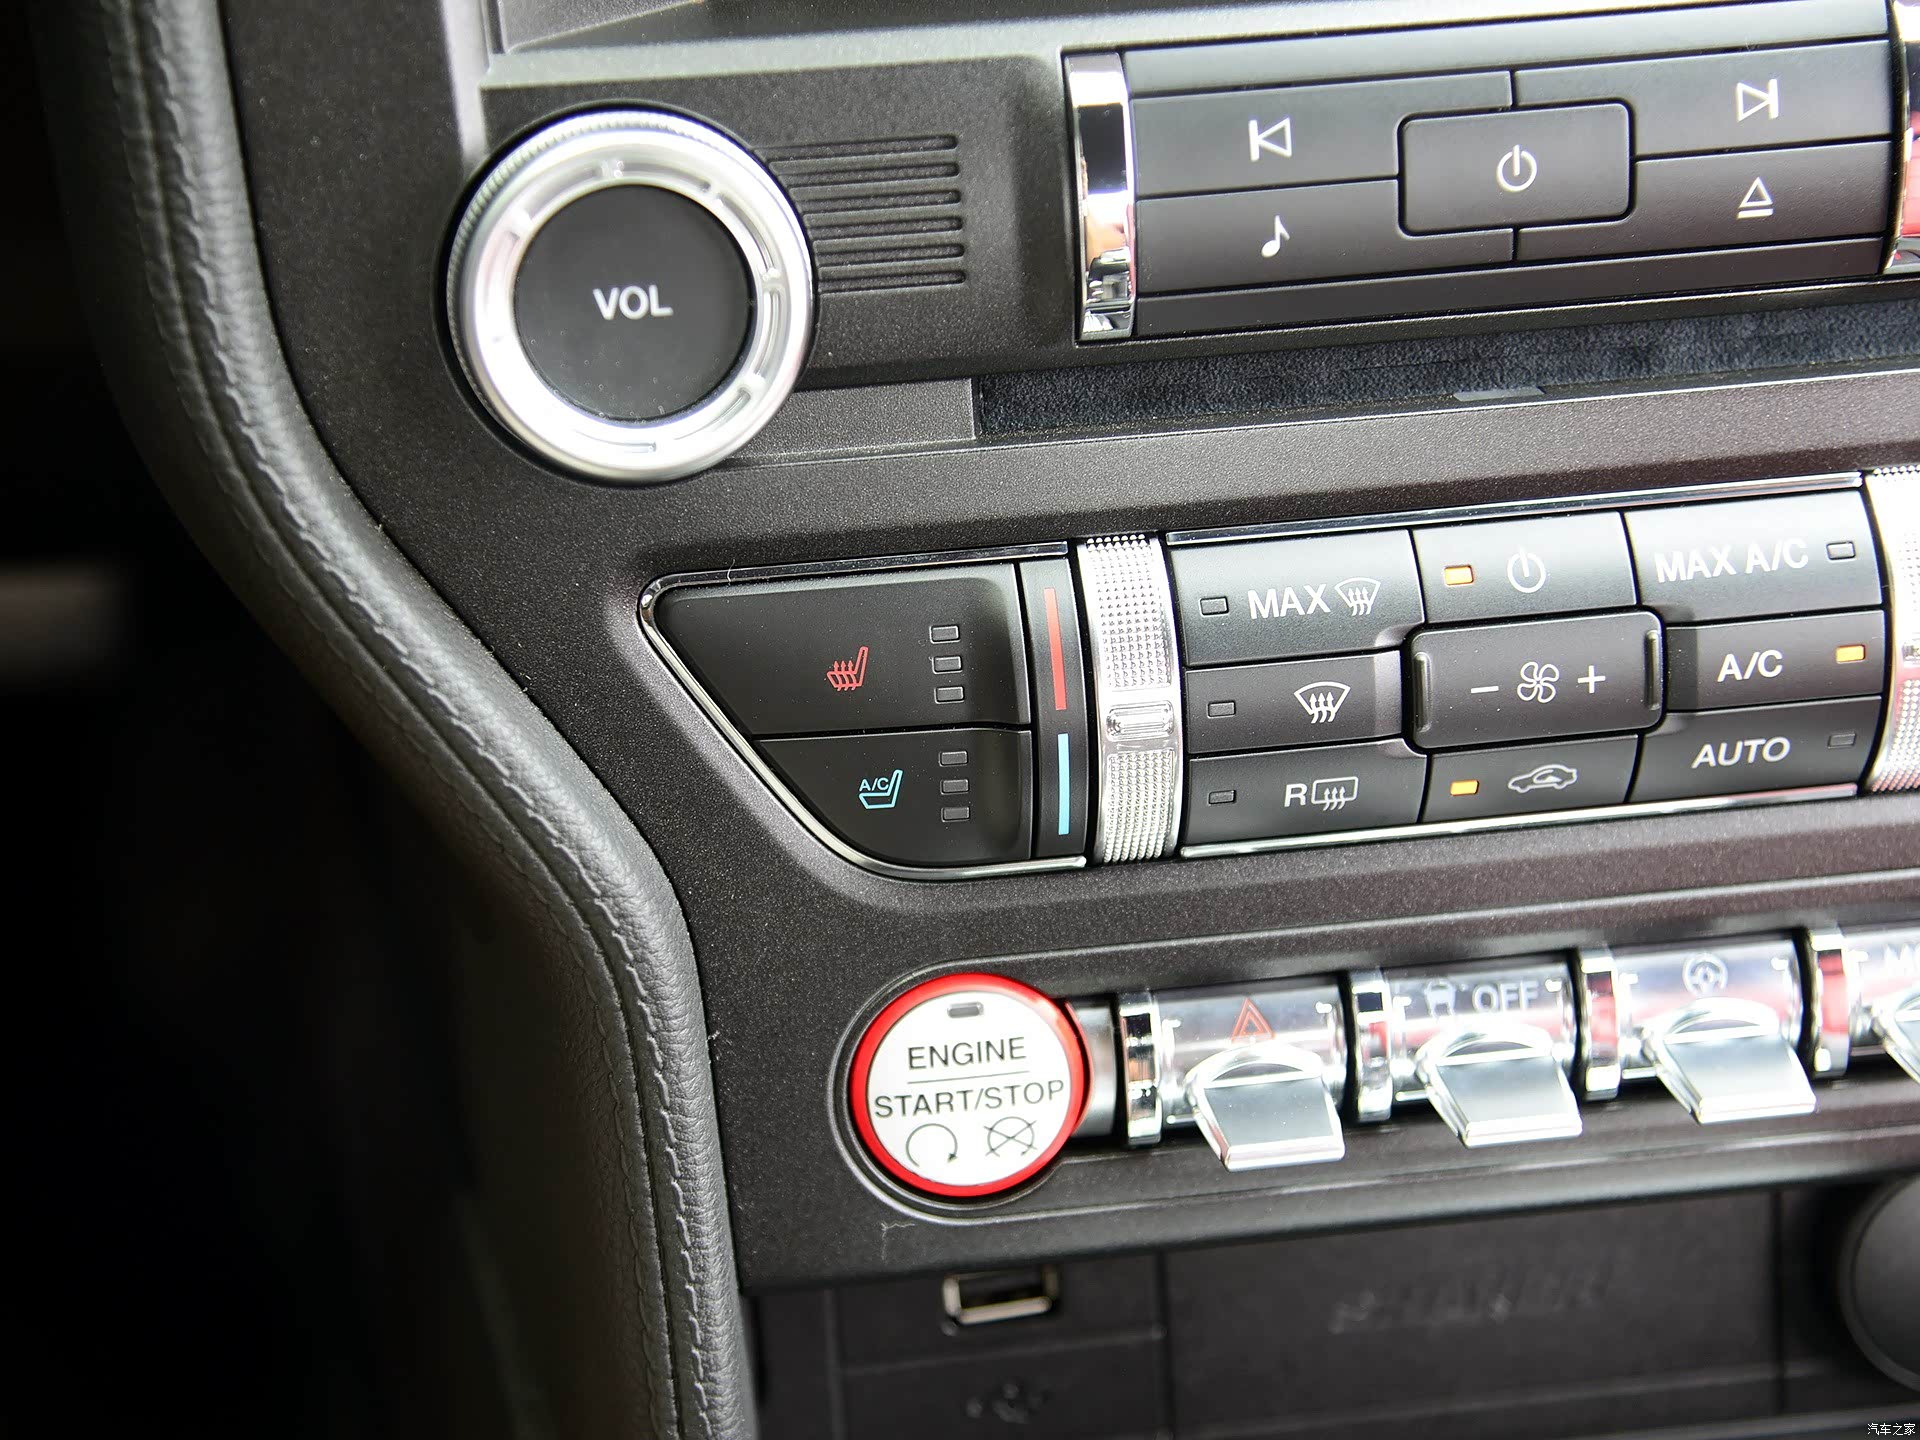 VOL
MAX
MAX A/C
A/C
A/C
R
AUTO
OFF
ENGINE
START/STOP
汽车之家